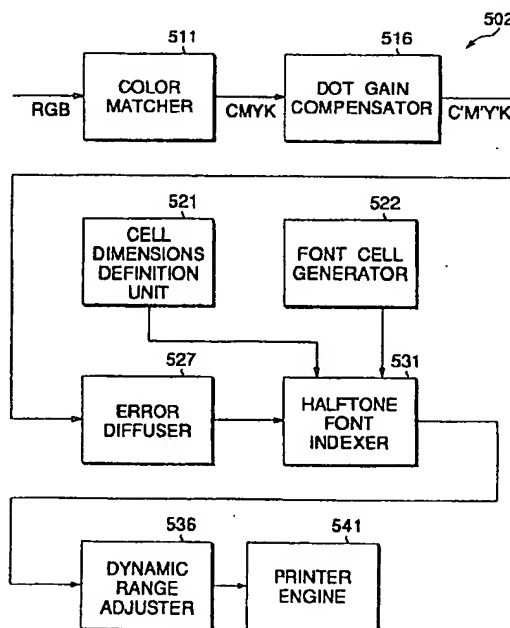 502
511
COLOR
MATCHER
RGB
CMYK
516
DOT GAIN
COMPENSATOR
C'M'Y'K
521
CELL
DIMENSIONS
DEFINITION
UNIT
522
FONT CELL
GENERATOR
527
ERROR
DIFFUSER
531
HALFTONE
FONT
INDEXER
536
DYNAMIC
RANGE
ADJUSTER
541
PRINTER
ENGINE